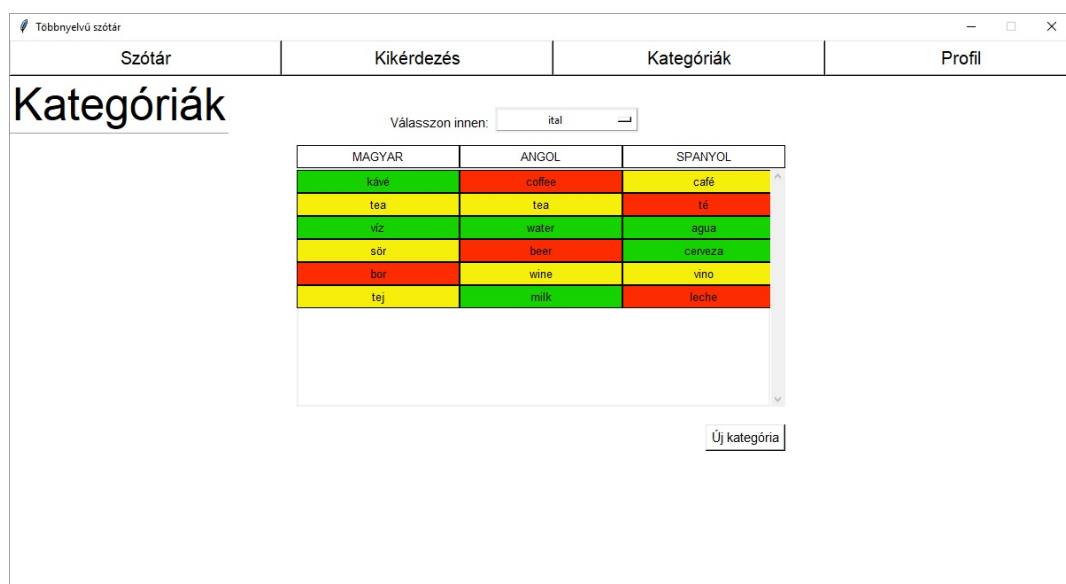 Többnyelvű szótár
Szótár Kikérdezés Kategóriák Profil
Kategóriák
Válasszon innen: ital
MAGYAR ANGOL SPANYOL
kávé coffee café
tea tea té
víz water agua
sör beer cerveza
bor wine vino
tej milk leche
Új kategória